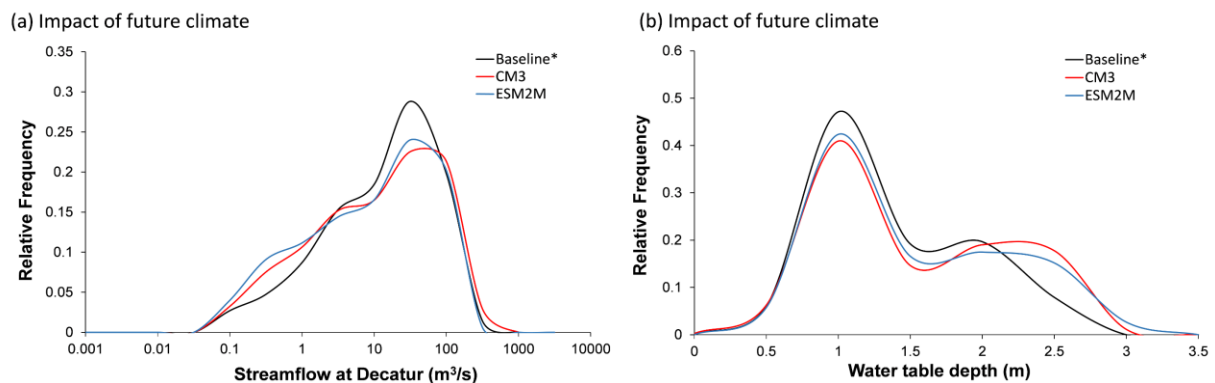 (a) Impact of future climate
0.35
0.3
0.25
0.2
0.15
0.1
0.05
0
Relative Frequency
Baseline*
CM3
ESM2M
0.001 0.01 0.1 1 10 100 1000 10000
Streamflow at Decatur (m³/s)
(b) Impact of future climate
0.6
0.5
0.4
0.3
0.2
0.1
0
Relative Frequency
Baseline*
CM3
ESM2M
0 0.5 1 1.5 2 2.5 3 3.5
Water table depth (m)